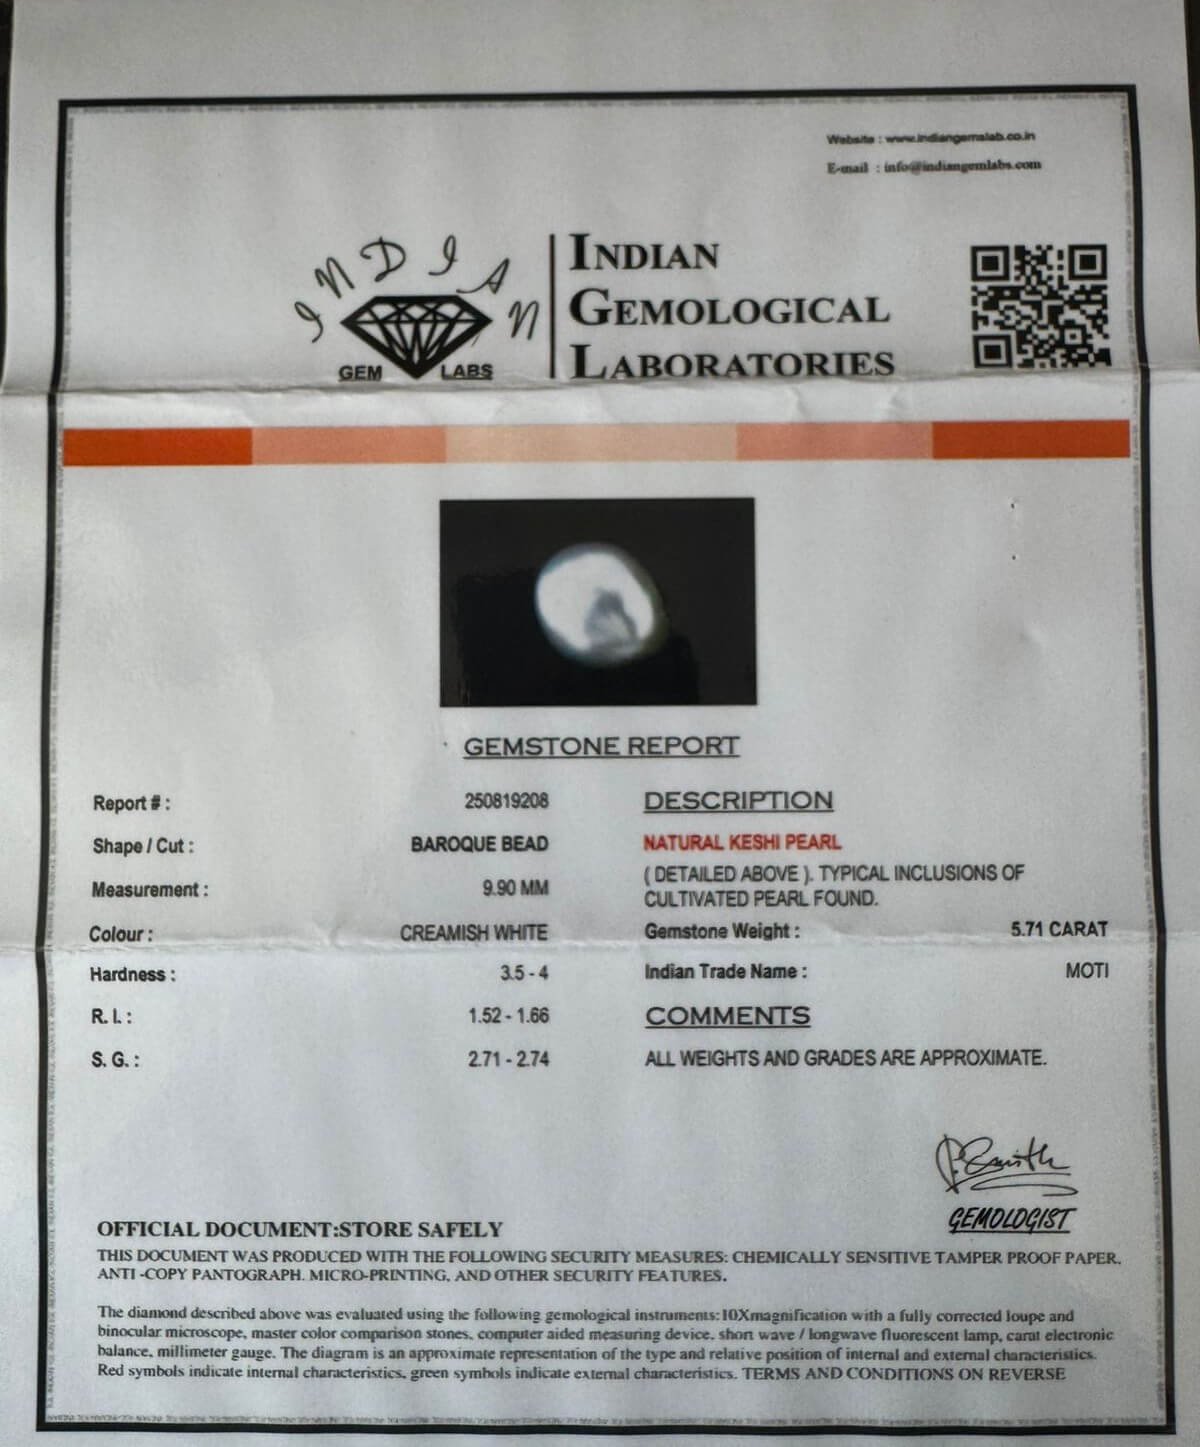 Website : www.indiangemslab.co.in
E-mail : info@indiangemlabs.com
INDIAN
GEM LABS
INDIAN
GEMOLOGICAL
LABORATORIES
GEMSTONE REPORT
Report # : 250819208
Shape / Cut : BAROQUE BEAD
Measurement : 9.90 MM
Colour : CREAMISH WHITE
Hardness : 3.5 - 4
R. I. : 1.52 - 1.66
S. G. : 2.71 - 2.74
DESCRIPTION
NATURAL KESHI PEARL
( DETAILED ABOVE ). TYPICAL INCLUSIONS OF
CULTIVATED PEARL FOUND.
Gemstone Weight : 5.71 CARAT
Indian Trade Name : MOTI
COMMENTS
ALL WEIGHTS AND GRADES ARE APPROXIMATE.
GEMOLOGIST
OFFICIAL DOCUMENT:STORE SAFELY
THIS DOCUMENT WAS PRODUCED WITH THE FOLLOWING SECURITY MEASURES: CHEMICALLY SENSITIVE TAMPER PROOF PAPER.
ANTI -COPY PANTOGRAPH. MICRO-PRINTING, AND OTHER SECURITY FEATURES.
The diamond described above was evaluated using the following gemological instruments:10Xmagnification with a fully corrected loupe and
binocular microscope, master color comparison stones, computer aided measuring device, short wave / longwave fluorescent lamp, carat electronic
balance, millimeter gauge. The diagram is an approximate representation of the type and relative position of internal and external characteristics.
Red symbols indicate internal characteristics, green symbols indicate external characteristics. TERMS AND CONDITIONS ON REVERSE